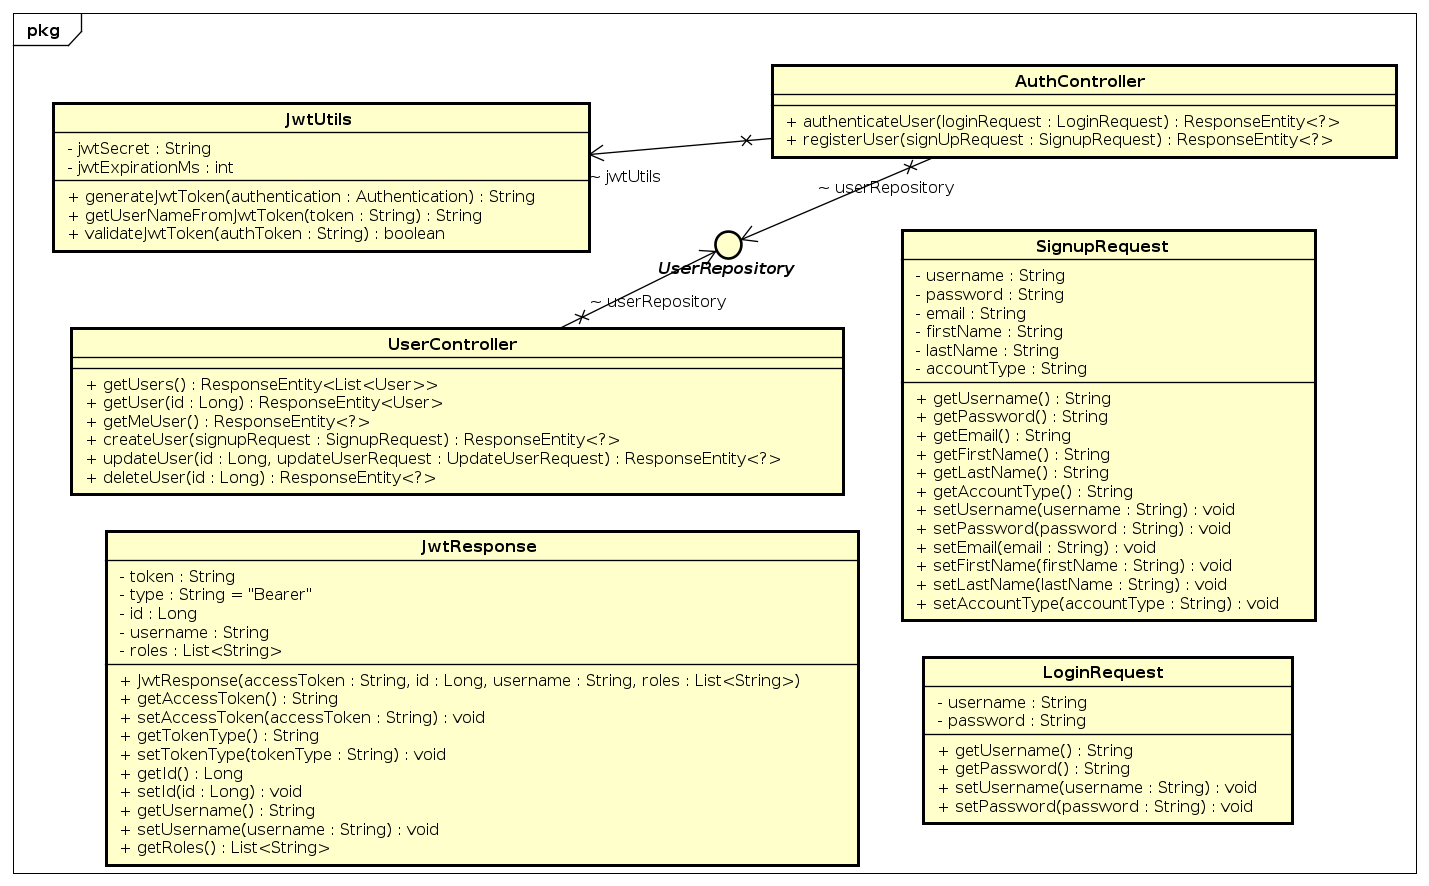 pkg
JwtUtils
- jwtSecret : String
- jwtExpirationMs : int
+ generateJwtToken(authentication : Authentication) : String
+ getUserNameFromJwtToken(token : String) : String
+ validateJwtToken(authToken : String) : boolean
AuthController
+ authenticateUser(loginRequest : LoginRequest) : ResponseEntity<?>
+ registerUser(signUpRequest : SignupRequest) : ResponseEntity<?>
~ jwtUtils
~ userRepository
UserRepository
~ userRepository
UserController
+ getUsers() : ResponseEntity<List<User>>
+ getUser(id : Long) : ResponseEntity<User>
+ getMeUser() : ResponseEntity<?>
+ createUser(signupRequest : SignupRequest) : ResponseEntity<?>
+ updateUser(id : Long, updateUserRequest : UpdateUserRequest) : ResponseEntity<?>
+ deleteUser(id : Long) : ResponseEntity<?>
SignupRequest
- username : String
- password : String
- email : String
- firstName : String
- lastName : String
- accountType : String
+ getUsername() : String
+ getPassword() : String
+ getEmail() : String
+ getFirstName() : String
+ getLastName() : String
+ getAccountType() : String
+ setUsername(username : String) : void
+ setPassword(password : String) : void
+ setEmail(email : String) : void
+ setFirstName(firstName : String) : void
+ setLastName(lastName : String) : void
+ setAccountType(accountType : String) : void
JwtResponse
- token : String
- type : String = "Bearer"
- id : Long
- username : String
- roles : List<String>
+ JwtResponse(accessToken : String, id : Long, username : String, roles : List<String>)
+ getAccessToken() : String
+ setAccessToken(accessToken : String) : void
+ getTokenType() : String
+ setTokenType(tokenType : String) : void
+ getId() : Long
+ setId(id : Long) : void
+ getUsername() : String
+ setUsername(username : String) : void
+ getRoles() : List<String>
LoginRequest
- username : String
- password : String
+ getUsername() : String
+ getPassword() : String
+ setUsername(username : String) : void
+ setPassword(password : String) : void